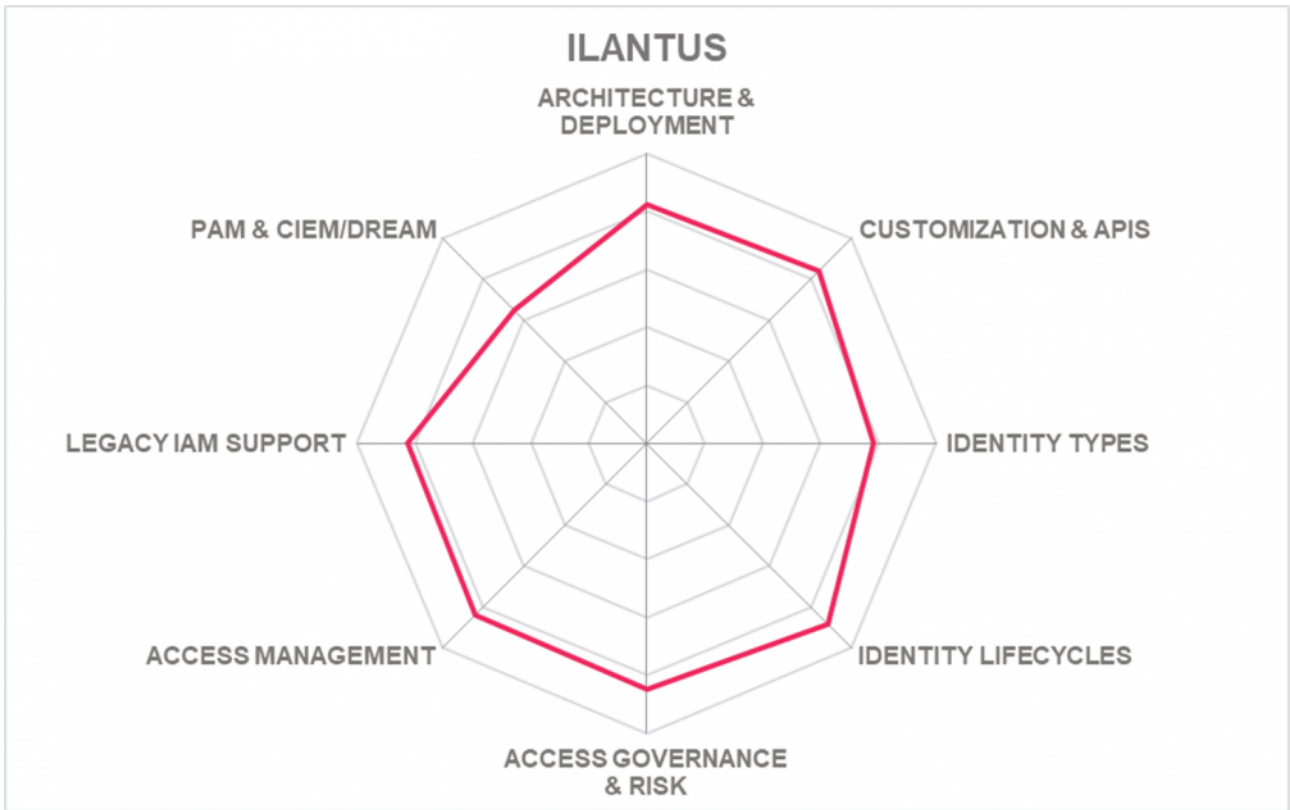 ILANTUS
ARCHITECTURE &
DEPLOYMENT
PAM & CIEM/DREAM
CUSTOMIZATION & APIS
LEGACY IAM SUPPORT
IDENTITY TYPES
ACCESS MANAGEMENT
IDENTITY LIFECYCLES
ACCESS GOVERNANCE
& RISK